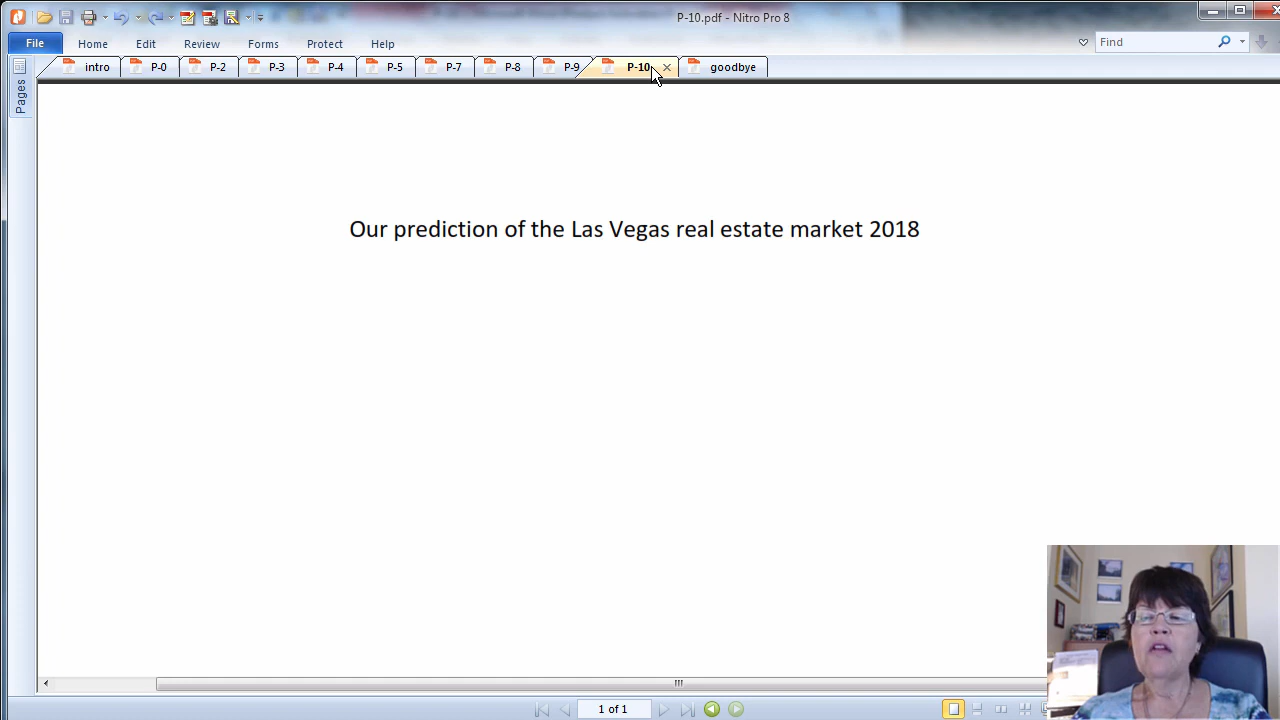 P-10.pdf - Nitro Pro 8
File Home Edit Review Forms Protect Help Find
intro P-0 P-2 P-3 P-4 P-5 P-7 P-8 P-9 P-10 goodbye
Pages
Our prediction of the Las Vegas real estate market 2018
1 of 1